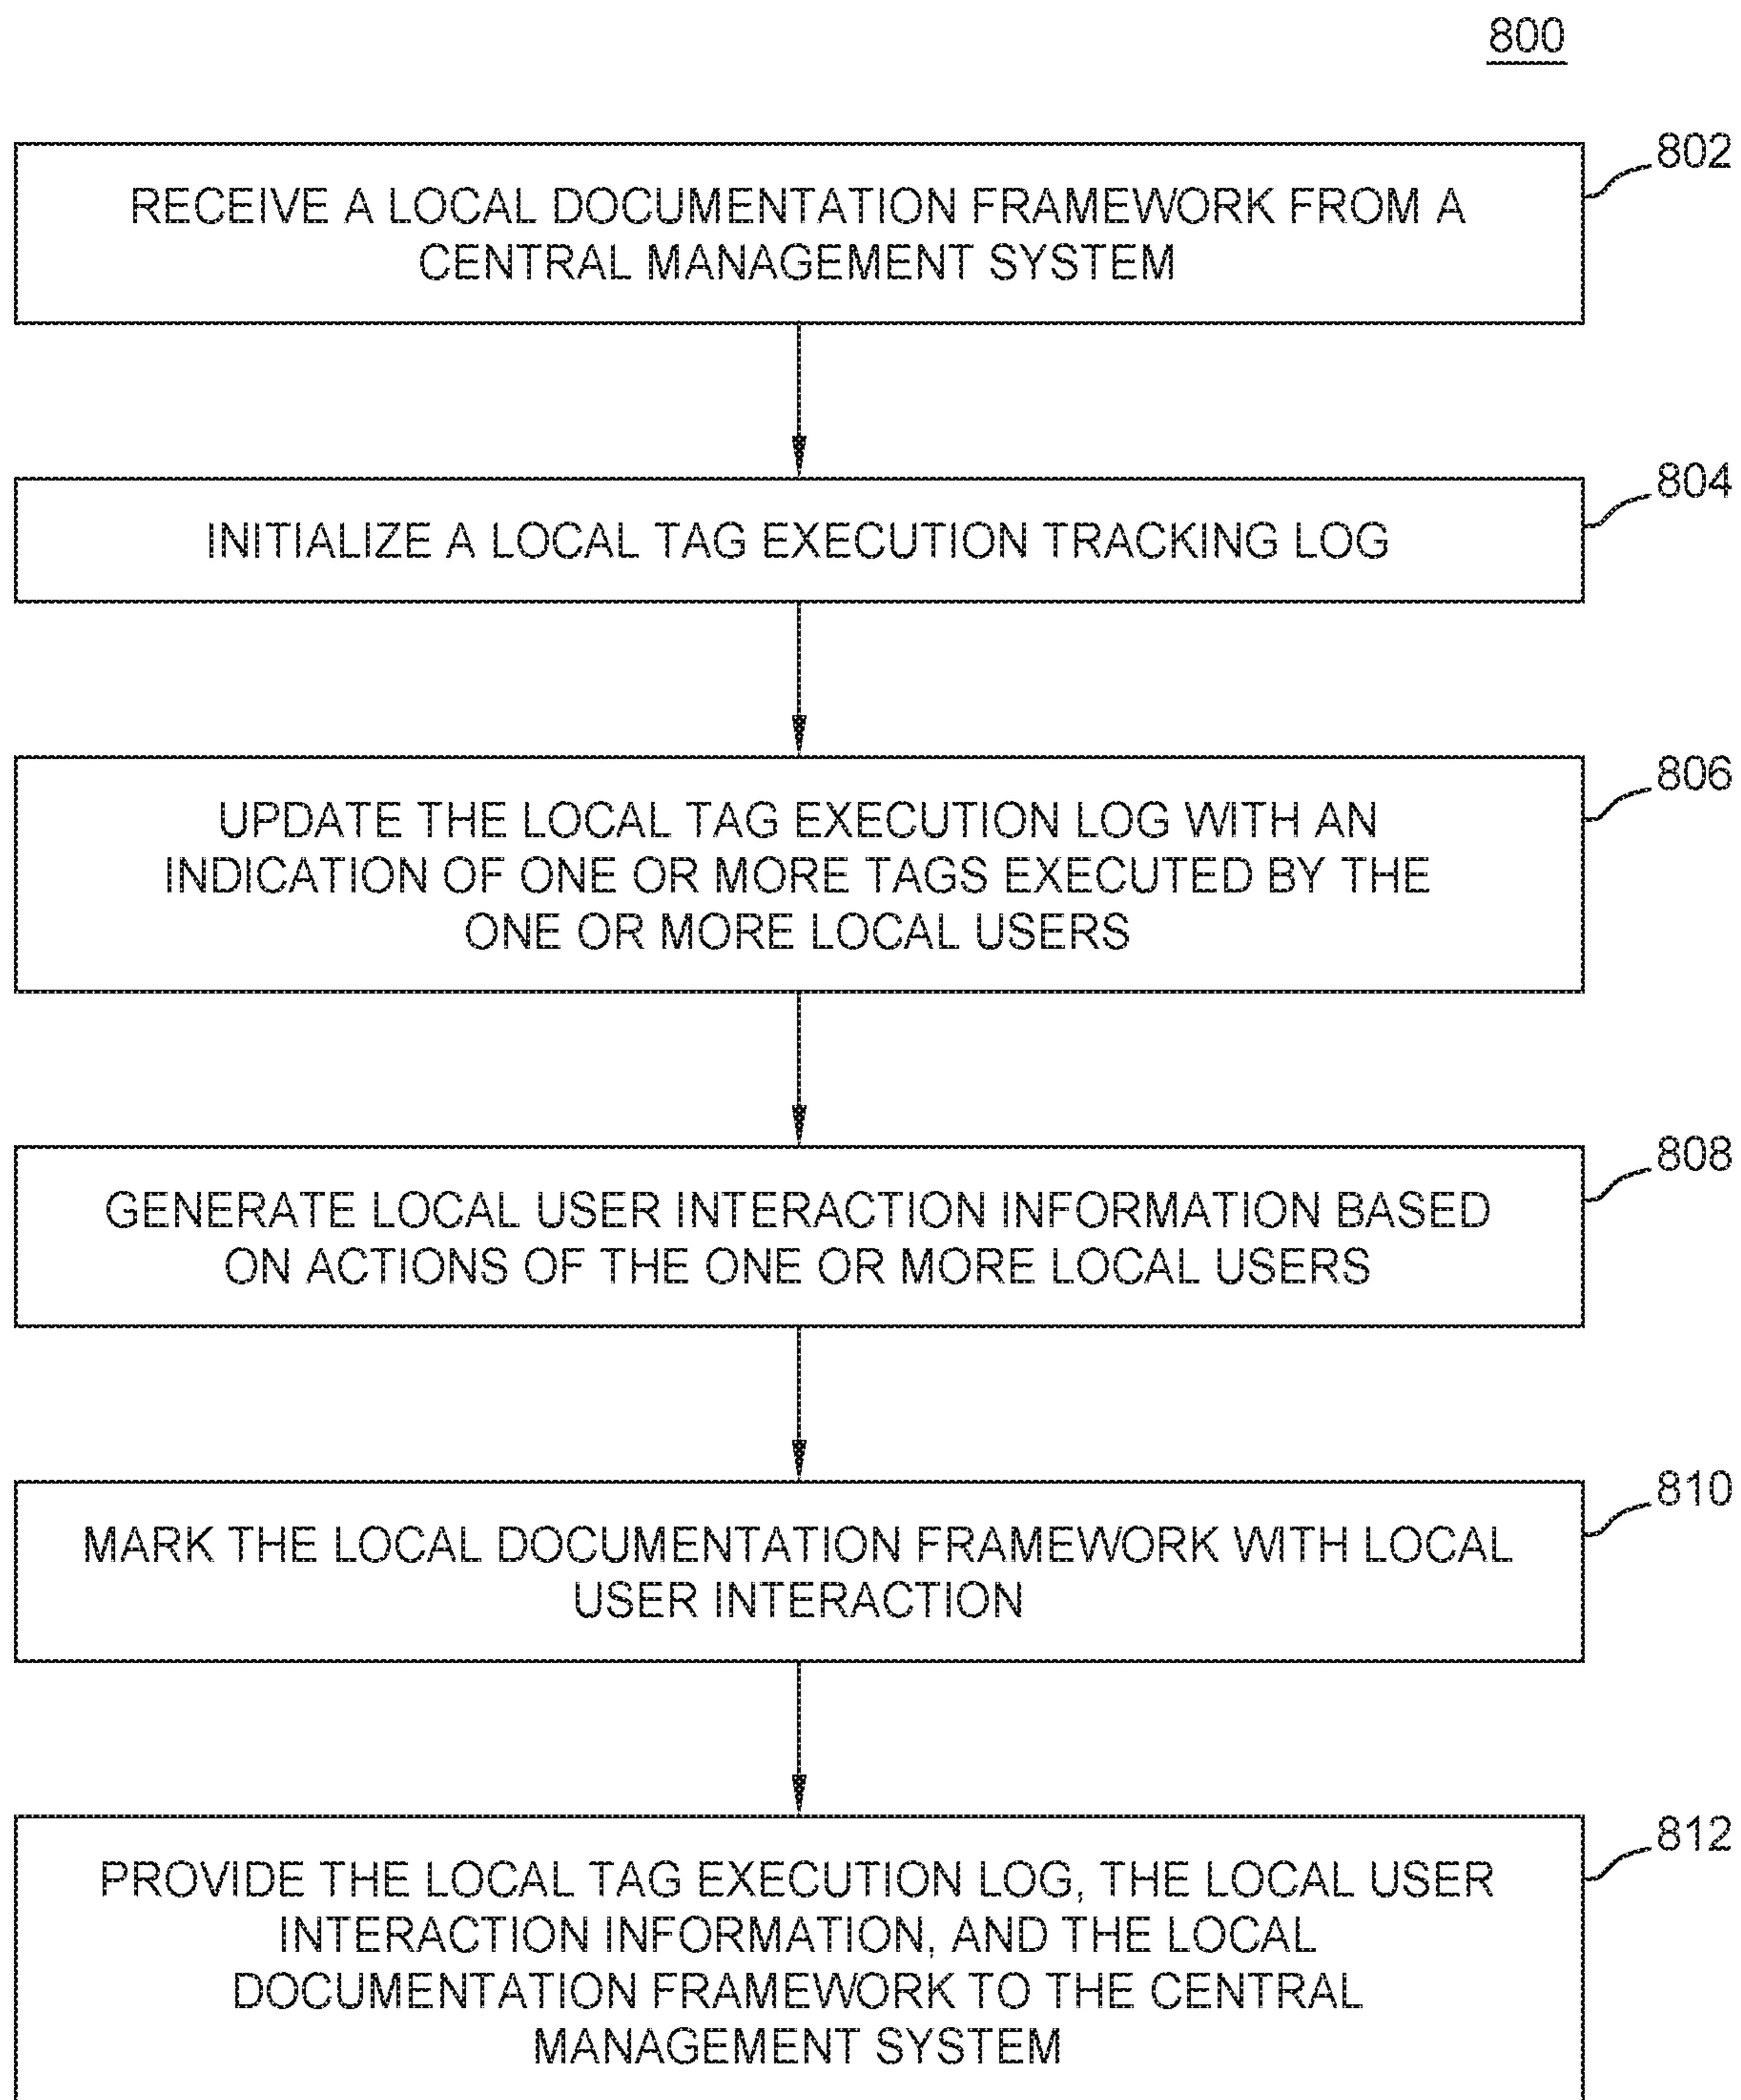 800
802
RECEIVE A LOCAL DOCUMENTATION FRAMEWORK FROM A
CENTRAL MANAGEMENT SYSTEM
804
INITIALIZE A LOCAL TAG EXECUTION TRACKING LOG
806
UPDATE THE LOCAL TAG EXECUTION LOG WITH AN
INDICATION OF ONE OR MORE TAGS EXECUTED BY THE
ONE OR MORE LOCAL USERS
808
GENERATE LOCAL USER INTERACTION INFORMATION BASED
ON ACTIONS OF THE ONE OR MORE LOCAL USERS
810
MARK THE LOCAL DOCUMENTATION FRAMEWORK WITH LOCAL
USER INTERACTION
812
PROVIDE THE LOCAL TAG EXECUTION LOG, THE LOCAL USER
INTERACTION INFORMATION, AND THE LOCAL
DOCUMENTATION FRAMEWORK TO THE CENTRAL
MANAGEMENT SYSTEM